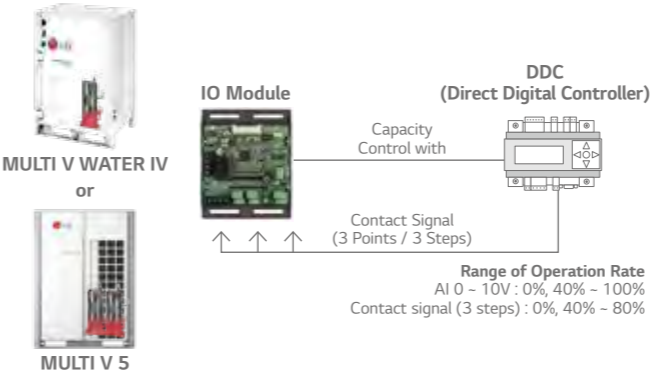 MULTI V WATER IV
or
MULTI V 5
IO Module
DDC
(Direct Digital Controller)
Capacity
Control with
Contact Signal
(3 Points / 3 Steps)
Range of Operation Rate
AI 0 ~ 10V : 0%, 40% ~ 100%
Contact signal (3 steps) : 0%, 40% ~ 80%